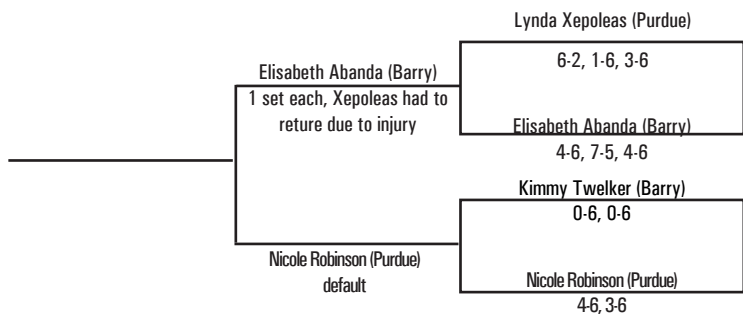 Lynda Xepoleas (Purdue)
6-2, 1-6, 3-6
Elisabeth Abanda (Barry)
1 set each, Xepoleas had to
reture due to injury
Elisabeth Abanda (Barry)
4-6, 7-5, 4-6
Kimmy Twelker (Barry)
0-6, 0-6
Nicole Robinson (Purdue)
default
Nicole Robinson (Purdue)
4-6, 3-6